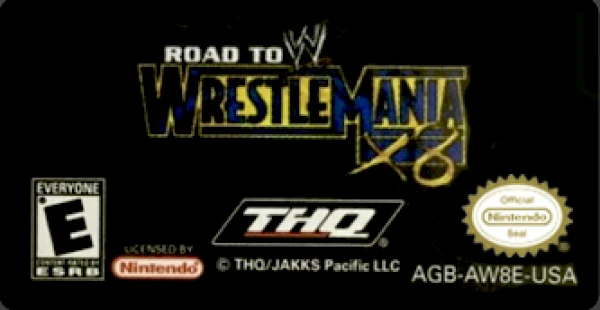 ROAD TO W
WRESTLEMANIA
X8
EVERYONE
E
CONTENT RATED BY
ESRB
LICENSED BY
Nintendo
THQ®
© THQ/JAKKS Pacific LLC
Official
Nintendo
Seal
®
AGB-AW8E-USA